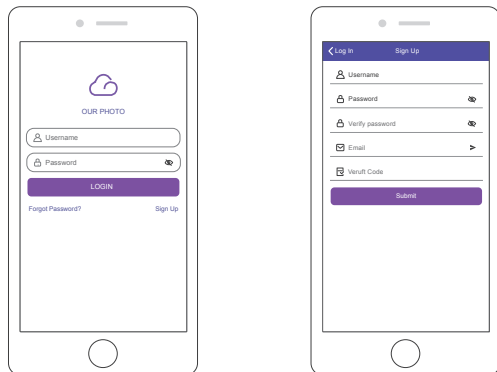 OUR PHOTO
Username
Password
LOGIN
Forgot Password? Sign Up
Log In Sign Up
Username
Password
Verify password
Email
Veruft Code
Submit